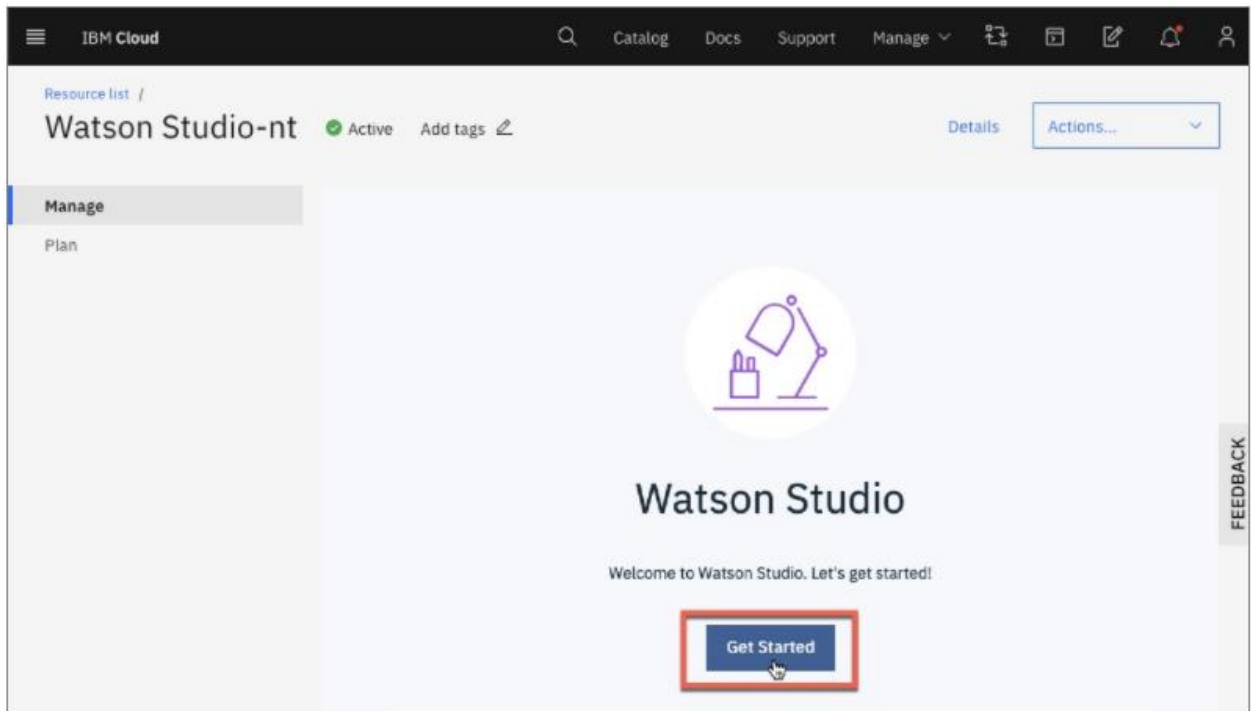 IBM Cloud Catalog Docs Support Manage
Resource list /
Watson Studio-nt Active Add tags Details Actions...
Manage
Plan
Watson Studio
Welcome to Watson Studio. Let's get started!
Get Started
FEEDBACK